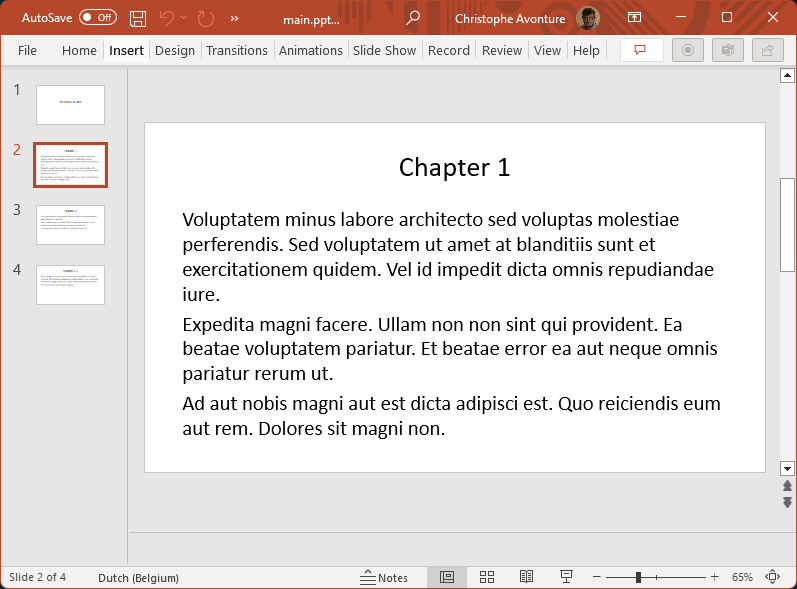 AutoSave Off main.ppt... Christophe Avonture
File Home Insert Design Transitions Animations Slide Show Record Review View Help
1
2
3
4
Chapter 1
Voluptatem minus labore architecto sed voluptas molestiae
perferendis. Sed voluptatem ut amet at blanditiis sunt et
exercitationem quidem. Vel id impedit dicta omnis repudiandae
iure.
Expedita magni facere. Ullam non non sint qui provident. Ea
beatae voluptatem pariatur. Et beatae error ea aut neque omnis
pariatur rerum ut.
Ad aut nobis magni aut est dicta adipisci est. Quo reiciendis eum
aut rem. Dolores sit magni non.
Slide 2 of 4 Dutch (Belgium) Notes 65%